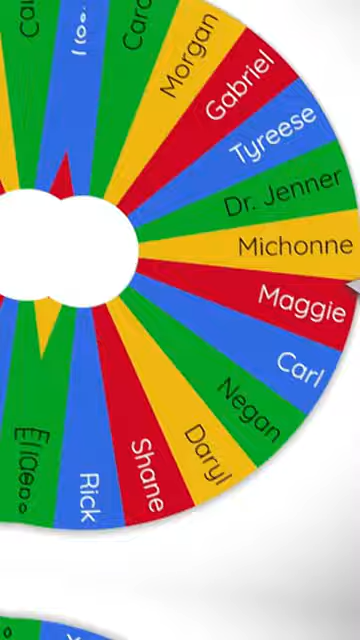 Morgan
Gabriel
Tyreese
Dr. Jenner
Michonne
Maggie
Carl
Negan
Daryl
Shane
Rick